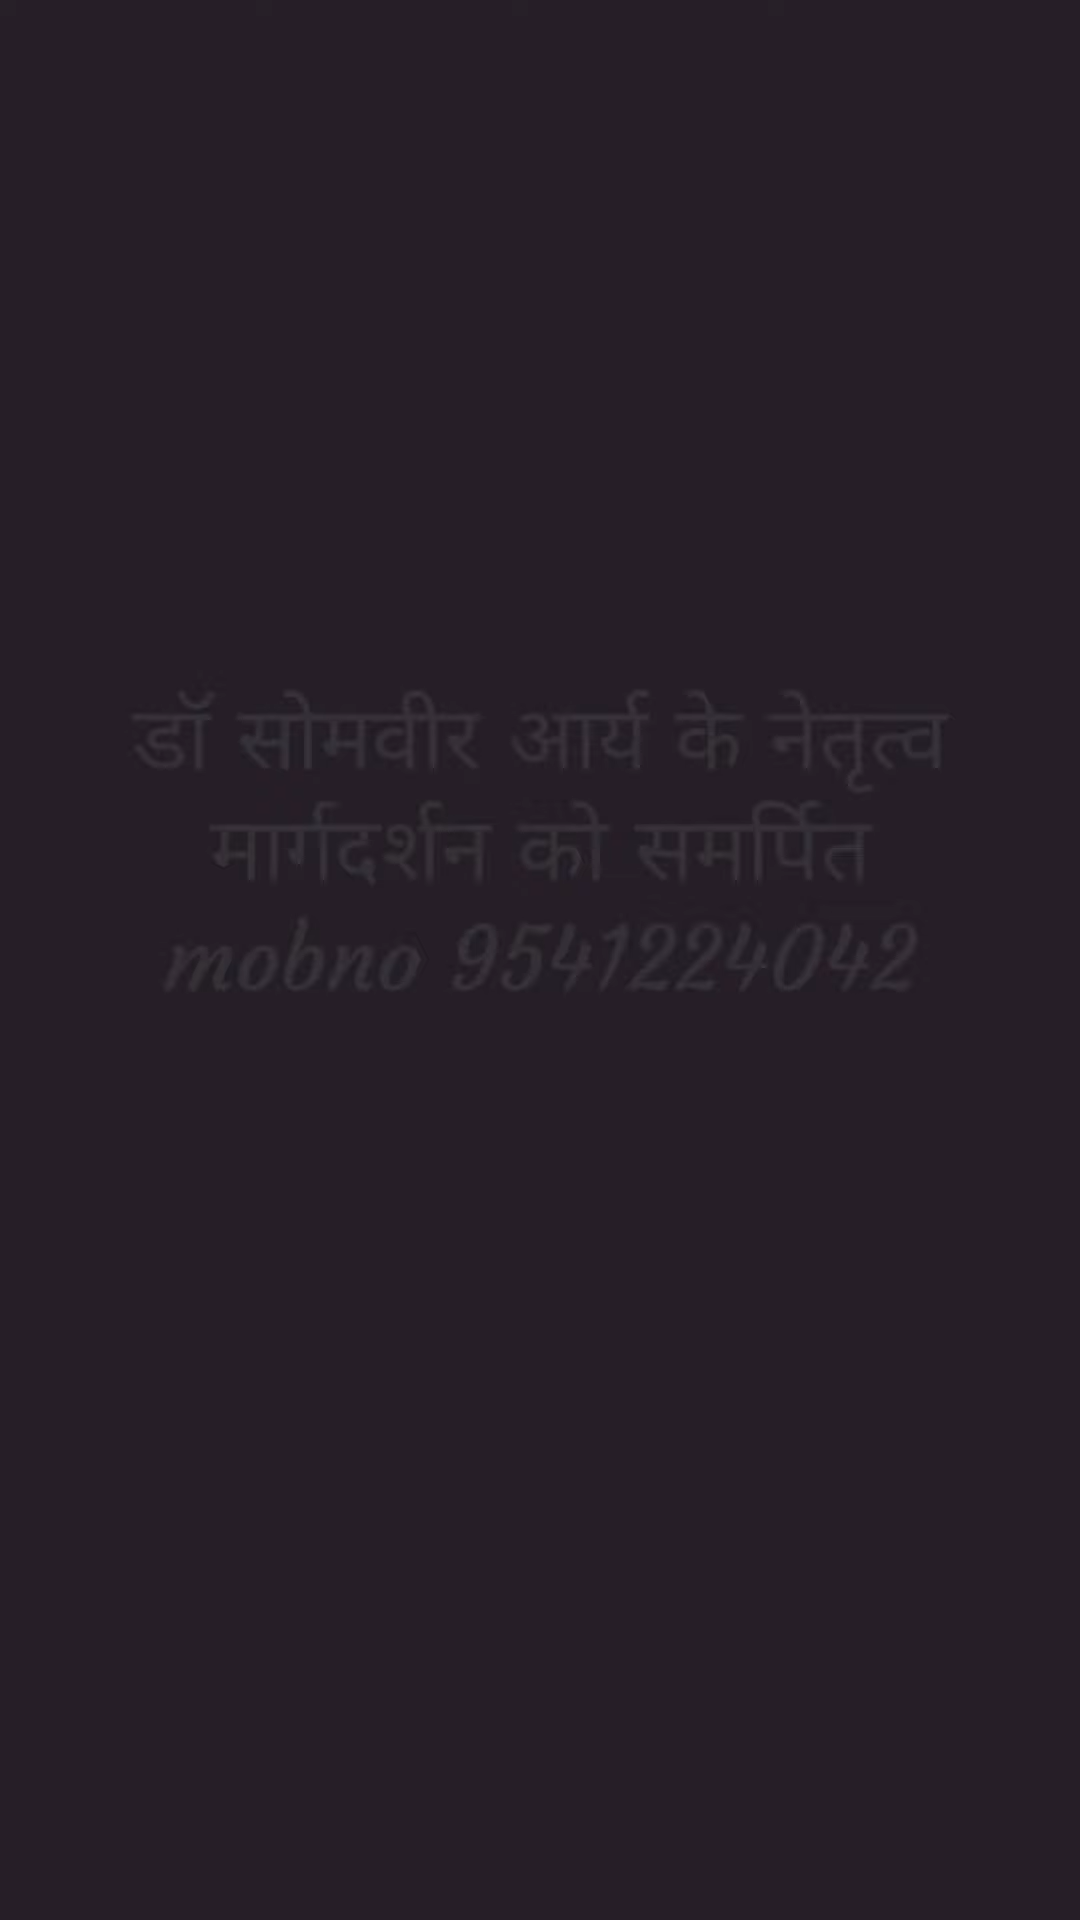 डॉ सोमवीर आर्य के नेतृत्व
मार्गदर्शन को समर्पित
mobno 9541224042